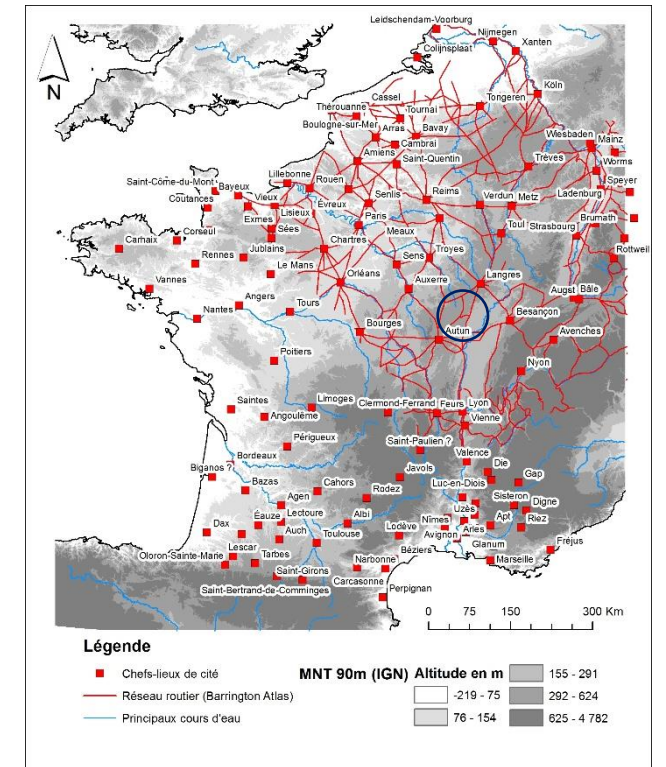 Leidschendam-Voorburg
Nijmegen
Xanten
Colijnsplaat
N
Cassel
Tongeren
Köln
Thérouanne
Tournai
Boulogne-sur-Mer
Arras
Bavay
Cambrai
Wiesbaden
Mainz
Amiens
Saint-Quentin
Trèves
Worms
Saint-Côme-du-Mont
Lillebonne
Rouen
Speyer
Bayeux
Vieux
Senlis
Reims
Verdun
Metz
Ladenburg
Coutances
Évreux
Lisieux
Paris
Exmes
Meaux
Toul
Strasbourg
Brumath
Carhaix
Corseul
Sées
Chartres
Troyes
Rottweil
Rennes
Jublains
Sens
Le Mans
Orléans
Auxerre
Langres
Augst
Bâle
Vannes
Angers
Tours
Besançon
Nantes
Bourges
Autun
Avenches
Poitiers
Nyon
Saintes
Limoges
Clermond-Ferrand
Feurs
Lyon
Angoulême
Vienne
Périgueux
Saint-Paulien ?
Valence
Bordeaux
Die
Biganos ?
Javols
Gap
Bazas
Cahors
Luc-en-Diois
Agen
Rodez
Sisteron
Digne
Éauze
Lectoure
Albi
Uzès
Nîmes
Apt
Riez
Dax
Auch
Lodève
Arles
Lescar
Toulouse
Avignon
Glanum
Fréjus
Oloron-Sainte-Marie
Tarbes
Béziers
Saint-Girons
Narbonne
Marseille
Carcasonne
Saint-Bertrand-de-Comminges
Perpignan
0 75 150 300 Km
Légende
Chefs-lieux de cité
Réseau routier (Barrington Atlas)
Principaux cours d'eau
MNT 90m (IGN) Altitude en m
-219 - 75
76 - 154
155 - 291
292 - 624
625 - 4 782